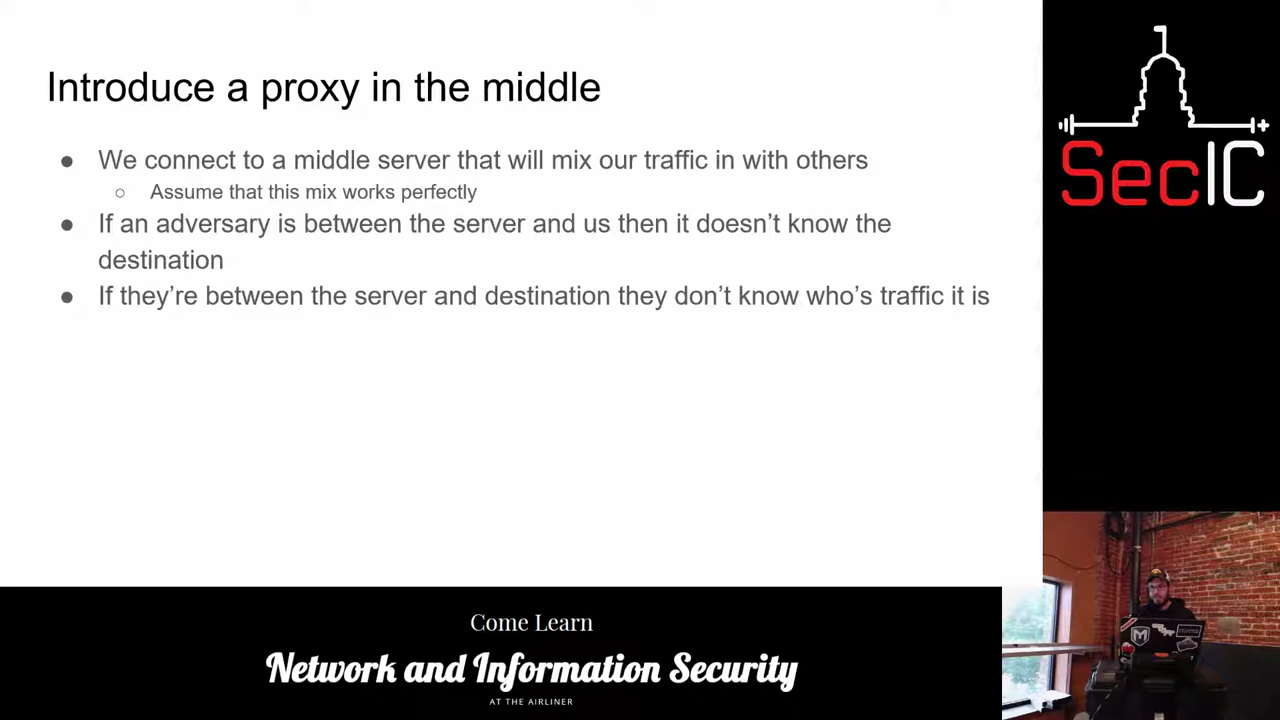 Introduce a proxy in the middle
● We connect to a middle server that will mix our traffic in with others
○ Assume that this mix works perfectly
● If an adversary is between the server and us then it doesn’t know the
destination
● If they’re between the server and destination they don’t know who’s traffic it is
SecIC
Come Learn
Network and Information Security
AT THE AIRLINER